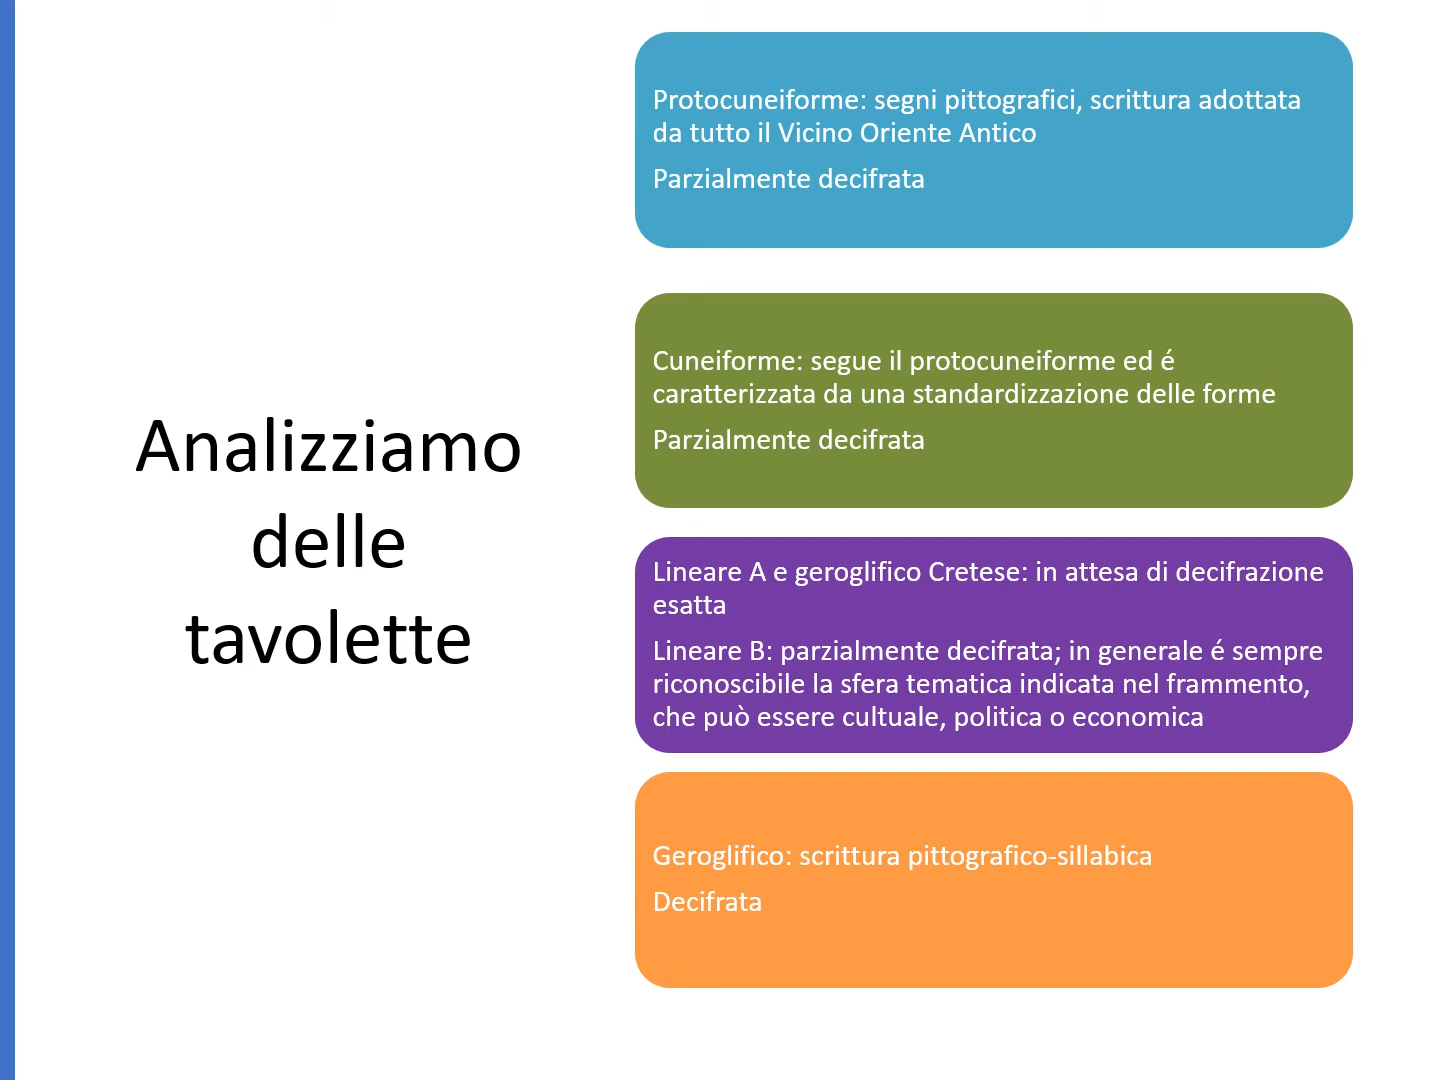 Analizziamo
delle
tavolette
Protocuneiforme: segni pittografici, scrittura adottata
da tutto il Vicino Oriente Antico
Parzialmente decifrata
Cuneiforme: segue il protocuneiforme ed é
caratterizzata da una standardizzazione delle forme
Parzialmente decifrata
Lineare A e geroglifico Cretese: in attesa di decifrazione
esatta
Lineare B: parzialmente decifrata; in generale é sempre
riconoscibile la sfera tematica indicata nel frammento,
che può essere cultuale, politica o economica
Geroglifico: scrittura pittografico-sillabica
Decifrata